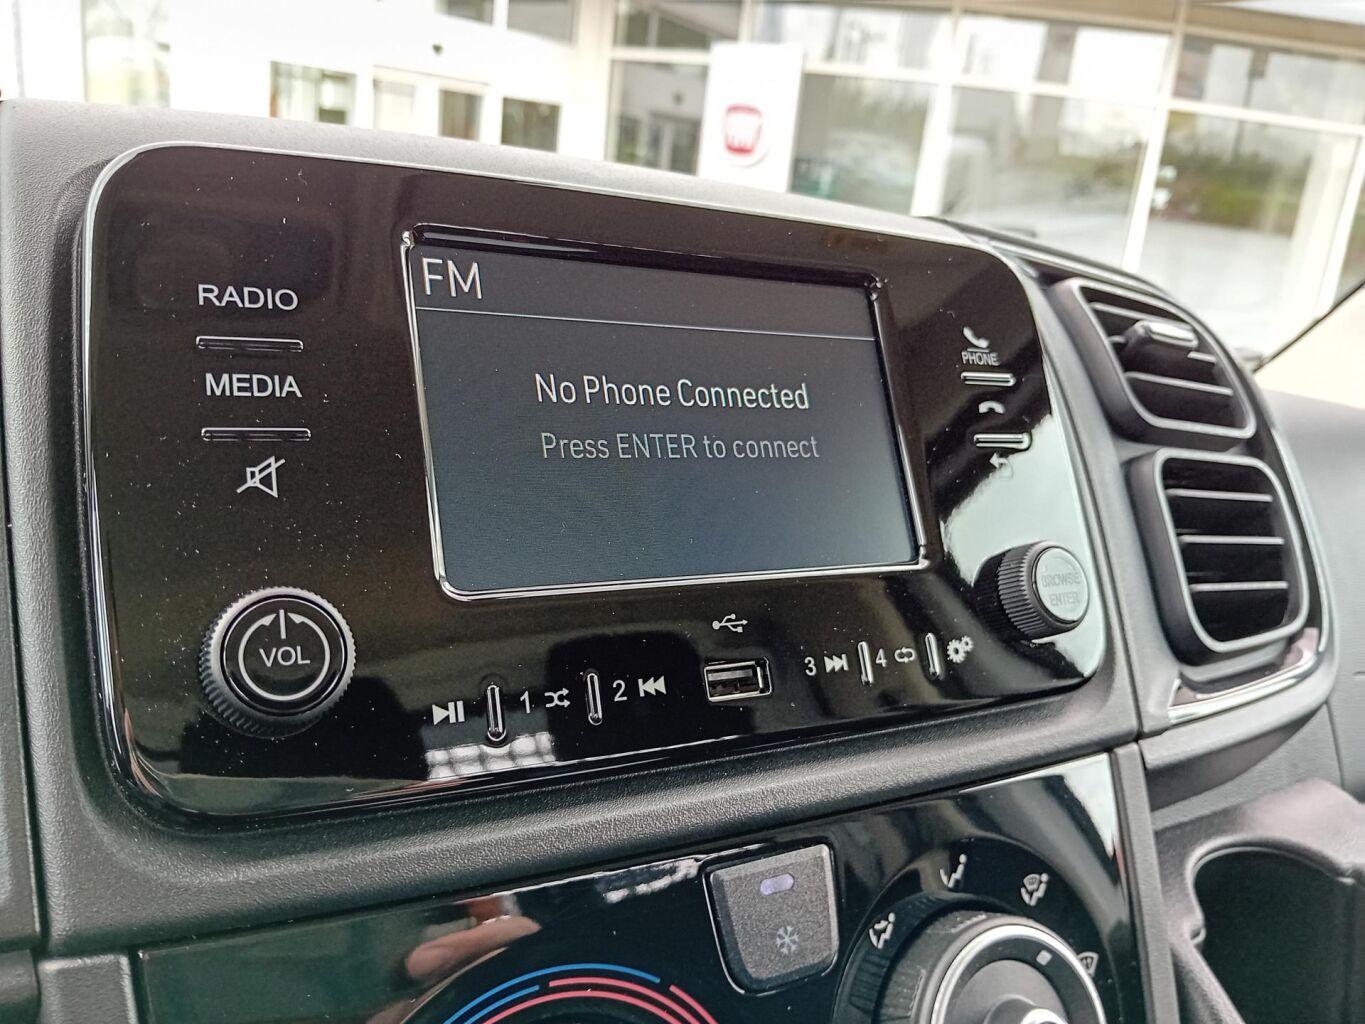 FM
RADIO
MEDIA
No Phone Connected
Press ENTER to connect
PHONE
VOL
BROWSE
ENTER
1
2
3
4